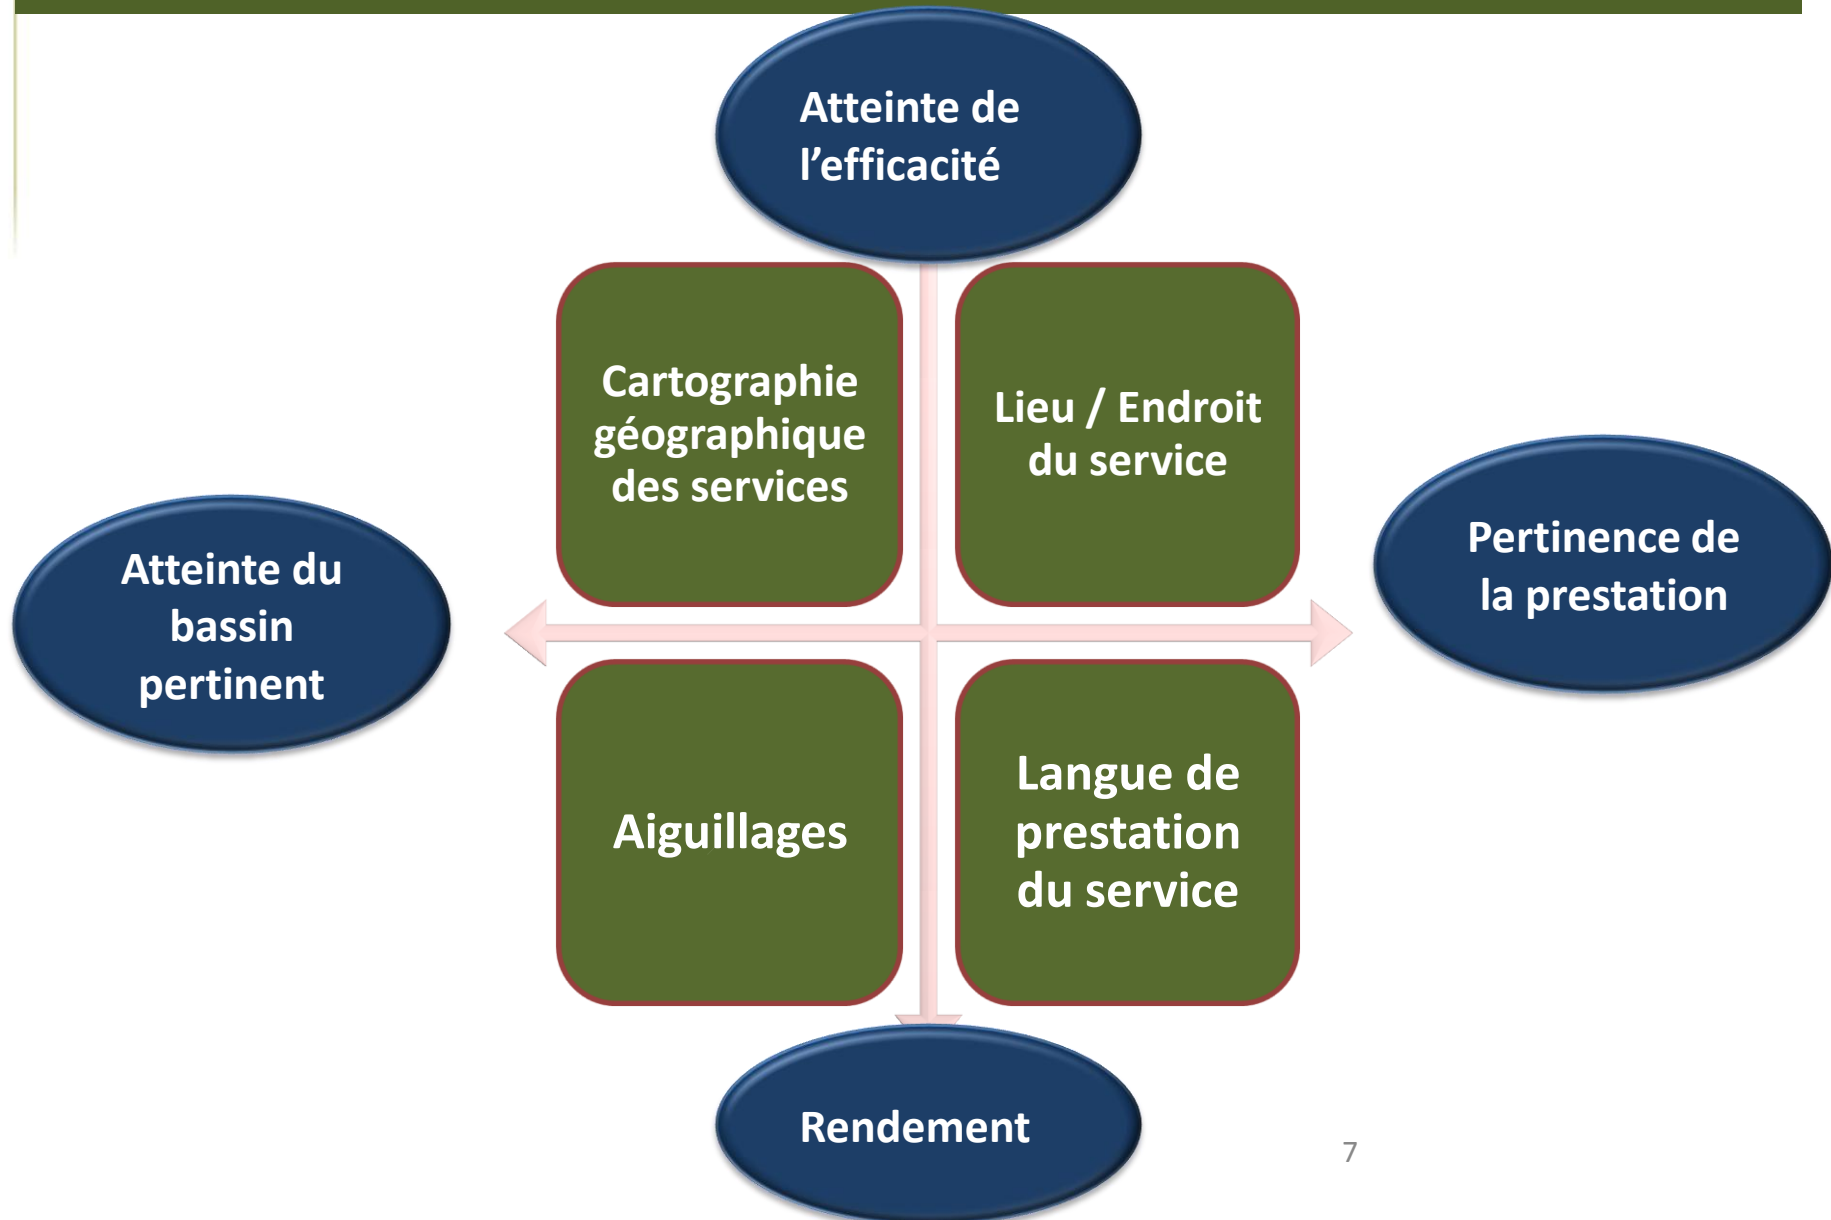 Atteinte de
l’efficacité
Cartographie
géographique
des services
Lieu / Endroit
du service
Atteinte du
bassin
pertinent
Pertinence de
la prestation
Aiguillages
Langue de
prestation
du service
Rendement
7